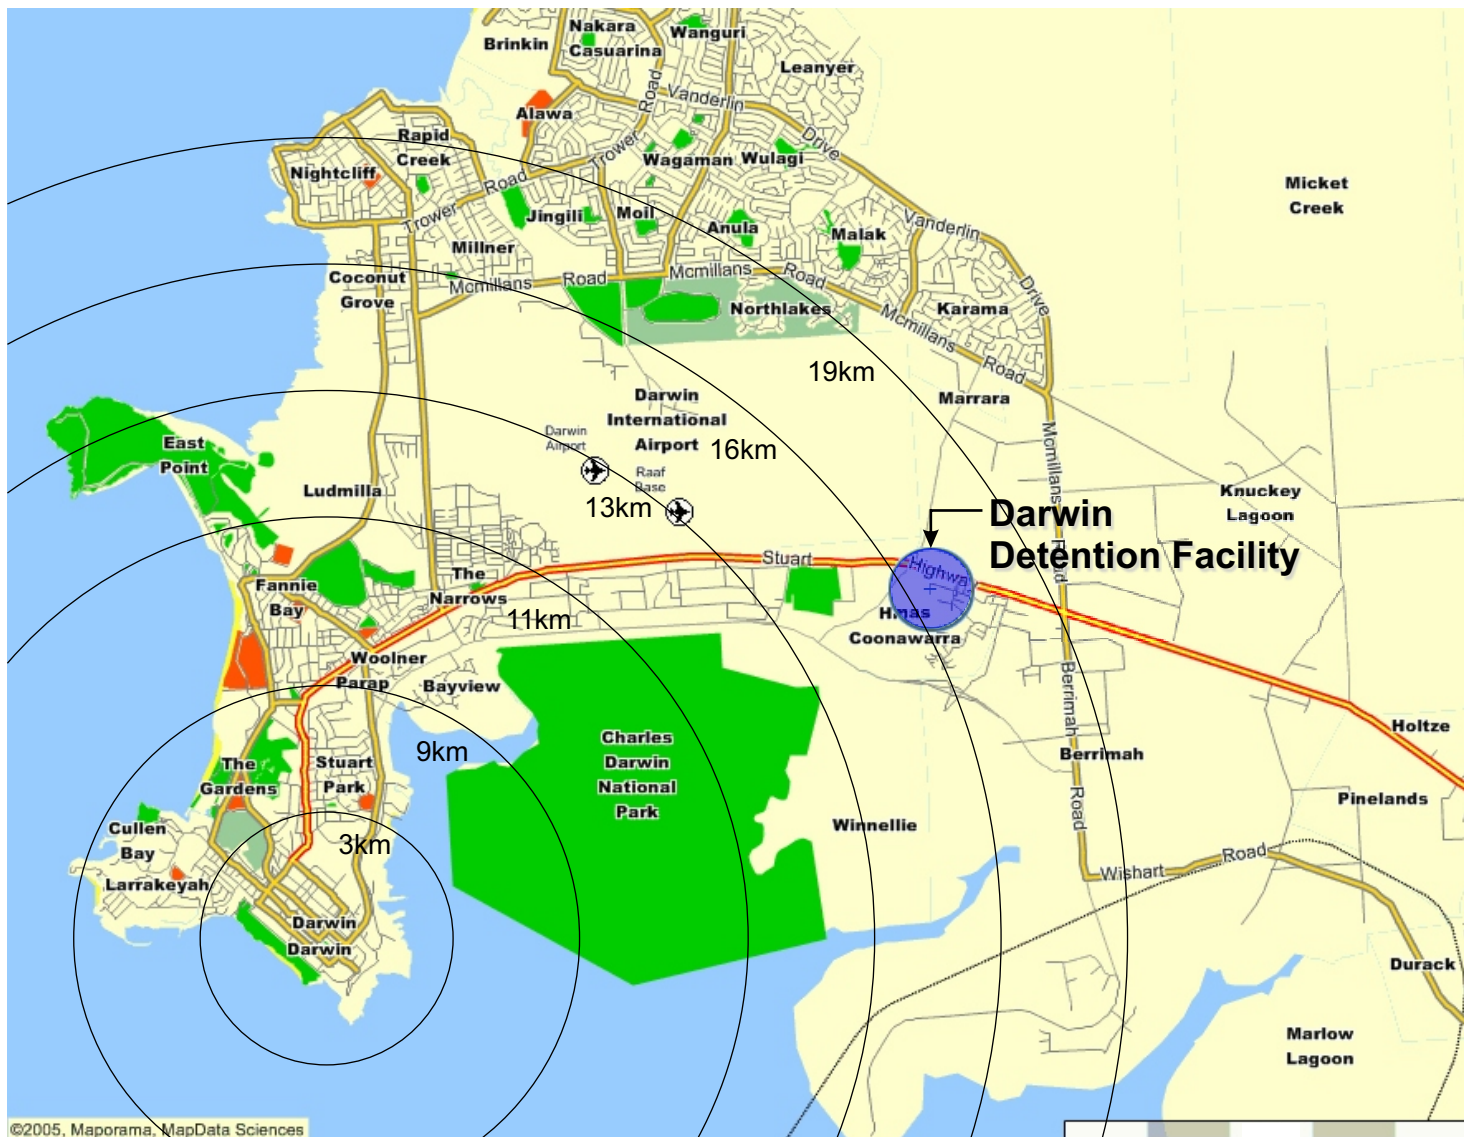 Nakara
Wanguri
Brinkin
Casuarina
Leanyer
Road
Vanderlin
Alawa
Drive
Rapid
Creek
Trower
Wagaman
Wulagi
Nightcliff
Road
Micket
Creek
Trower
Jingili
Moil
Anula
Malak
Vanderlin
Millner
Coconut
Grove
Mcmillans
Road
Mcmillans
Road
Drive
Northlakes
Karama
Mcmillans
Road
19km
Darwin
International
Airport
Marrara
East
Point
Darwin
Airport
16km
Mcmillans Road
Raaf
Base
Ludmilla
13km
Knuckey
Lagoon
Darwin
Detention Facility
Stuart
Highwa
The
Narrows
Fannie
Bay
11km
Hmas
Coonawarra
Woolner
Parap
Bayview
Berrimah
Road
Holtze
9km
Charles
Darwin
National
Park
Berrimah
The
Gardens
Stuart
Park
Pinelands
Cullen
Bay
3km
Winnellie
Larrakeyah
Wishart
Road
Darwin
Darwin
Durack
Marlow
Lagoon
©2005, Maporama, MapData Sciences